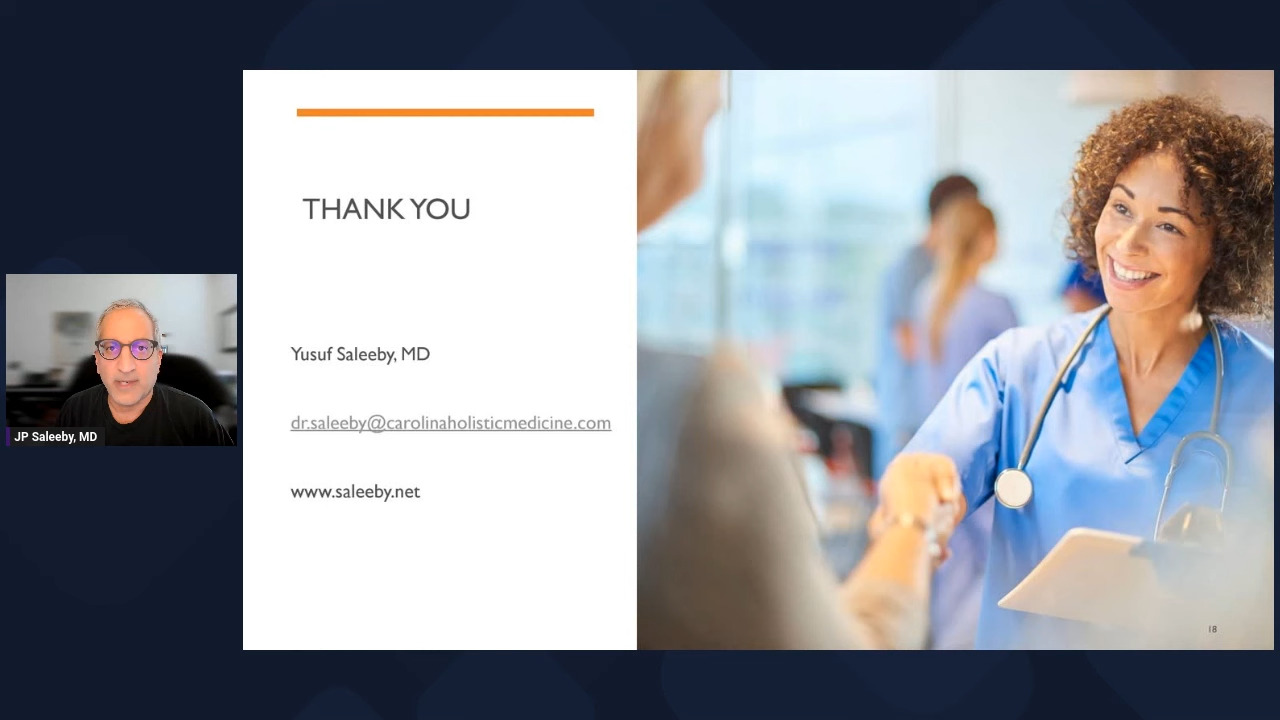 THANK YOU
Yusuf Saleeby, MD
dr.saleeby@carolinaholisticmedicine.com
www.saleeby.net
JP Saleeby, MD
18